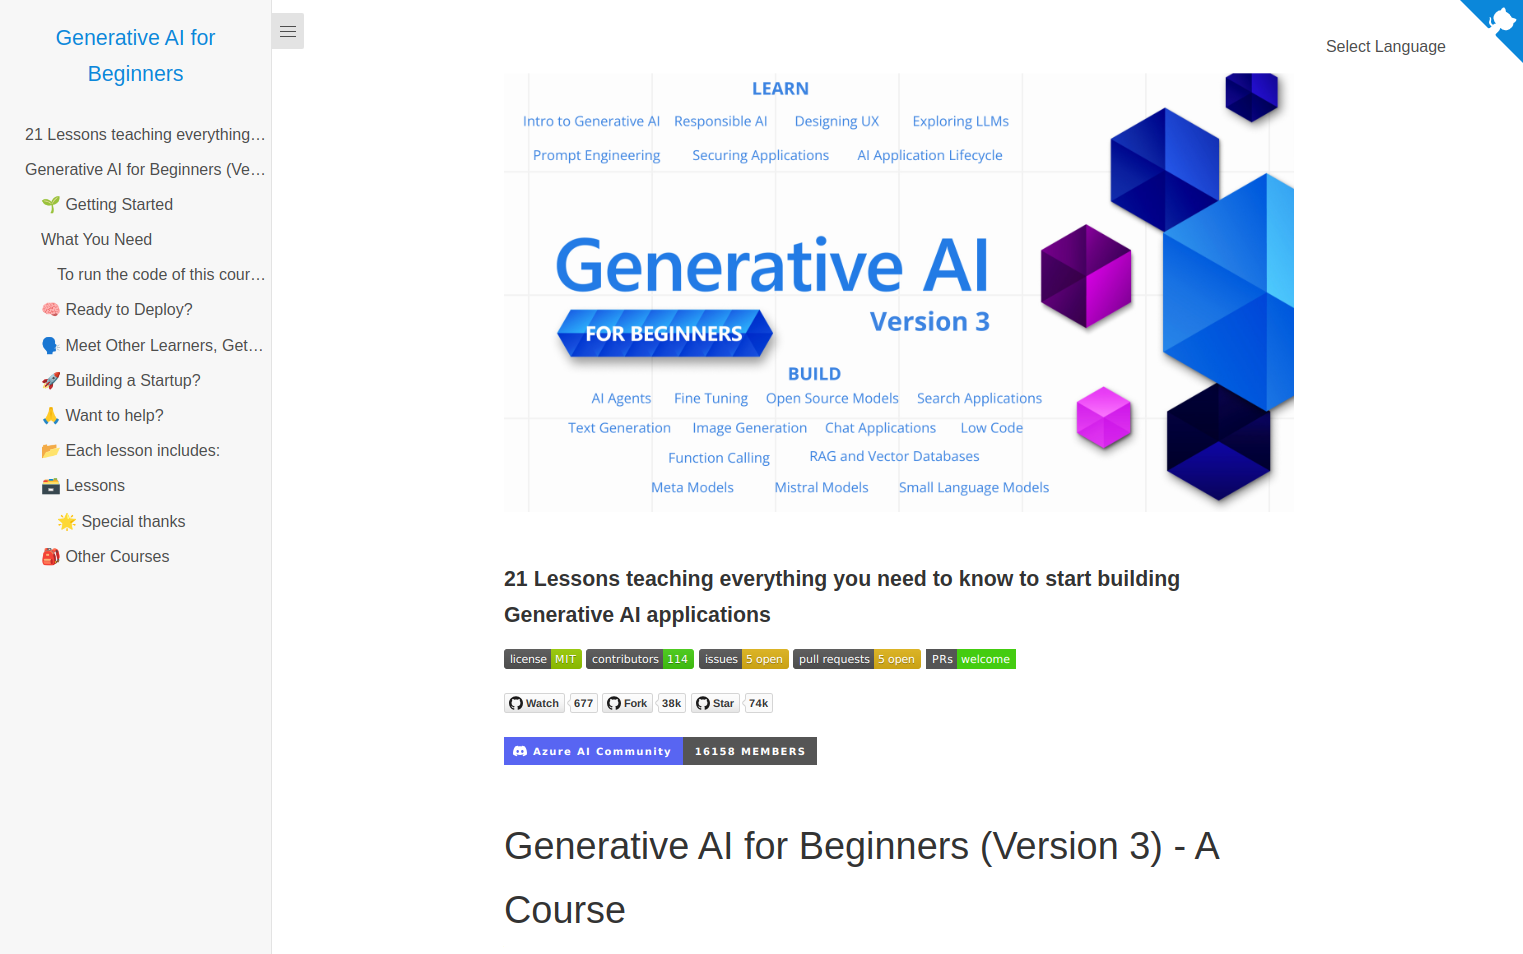 Generative AI for
Beginners
21 Lessons teaching everything…
Generative AI for Beginners (Ve…
🌱 Getting Started
What You Need
To run the code of this cour…
🧠 Ready to Deploy?
🗣️ Meet Other Learners, Get…
🚀 Building a Startup?
🙏 Want to help?
📂 Each lesson includes:
🗃️ Lessons
🌟 Special thanks
🎒 Other Courses
Select Language
LEARN
Intro to Generative AI Responsible AI Designing UX Exploring LLMs
Prompt Engineering Securing Applications AI Application Lifecycle
Generative AI
FOR BEGINNERS Version 3
BUILD
AI Agents Fine Tuning Open Source Models Search Applications
Text Generation Image Generation Chat Applications Low Code
Function Calling RAG and Vector Databases
Meta Models Mistral Models Small Language Models
21 Lessons teaching everything you need to know to start building
Generative AI applications
license MIT contributors 114 issues 5 open pull requests 5 open PRs welcome
Watch 677 Fork 38k Star 74k
Azure AI Community 16158 MEMBERS
Generative AI for Beginners (Version 3) - A
Course